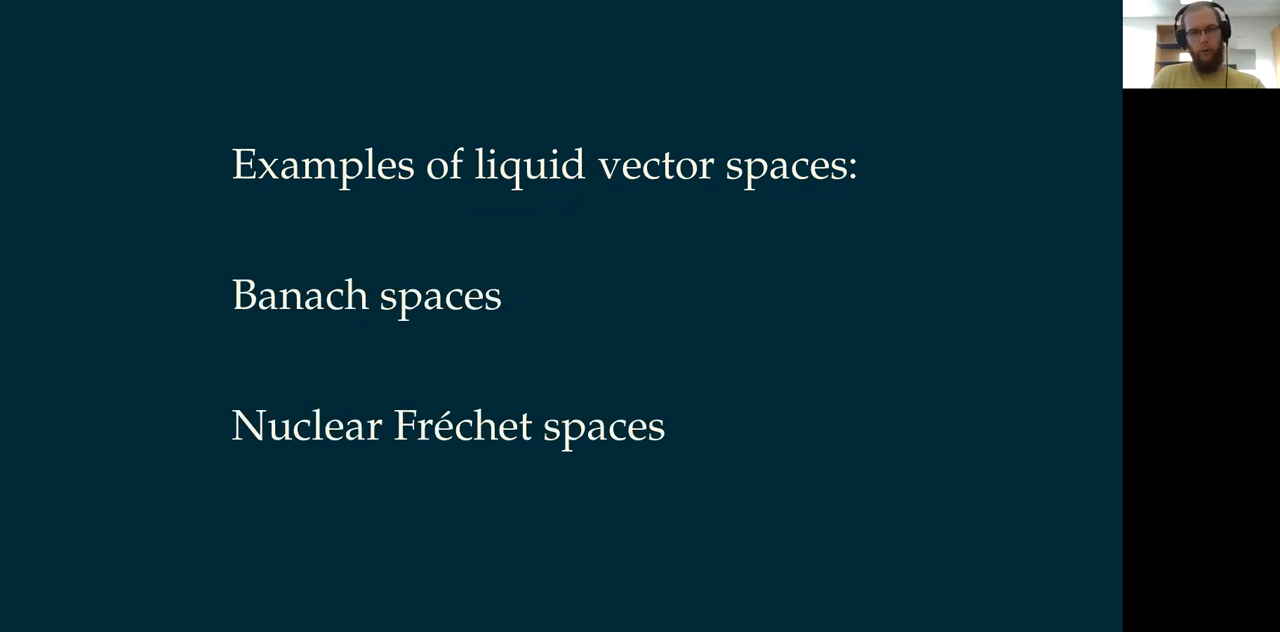 Examples of liquid vector spaces:
Banach spaces
Nuclear Fréchet spaces